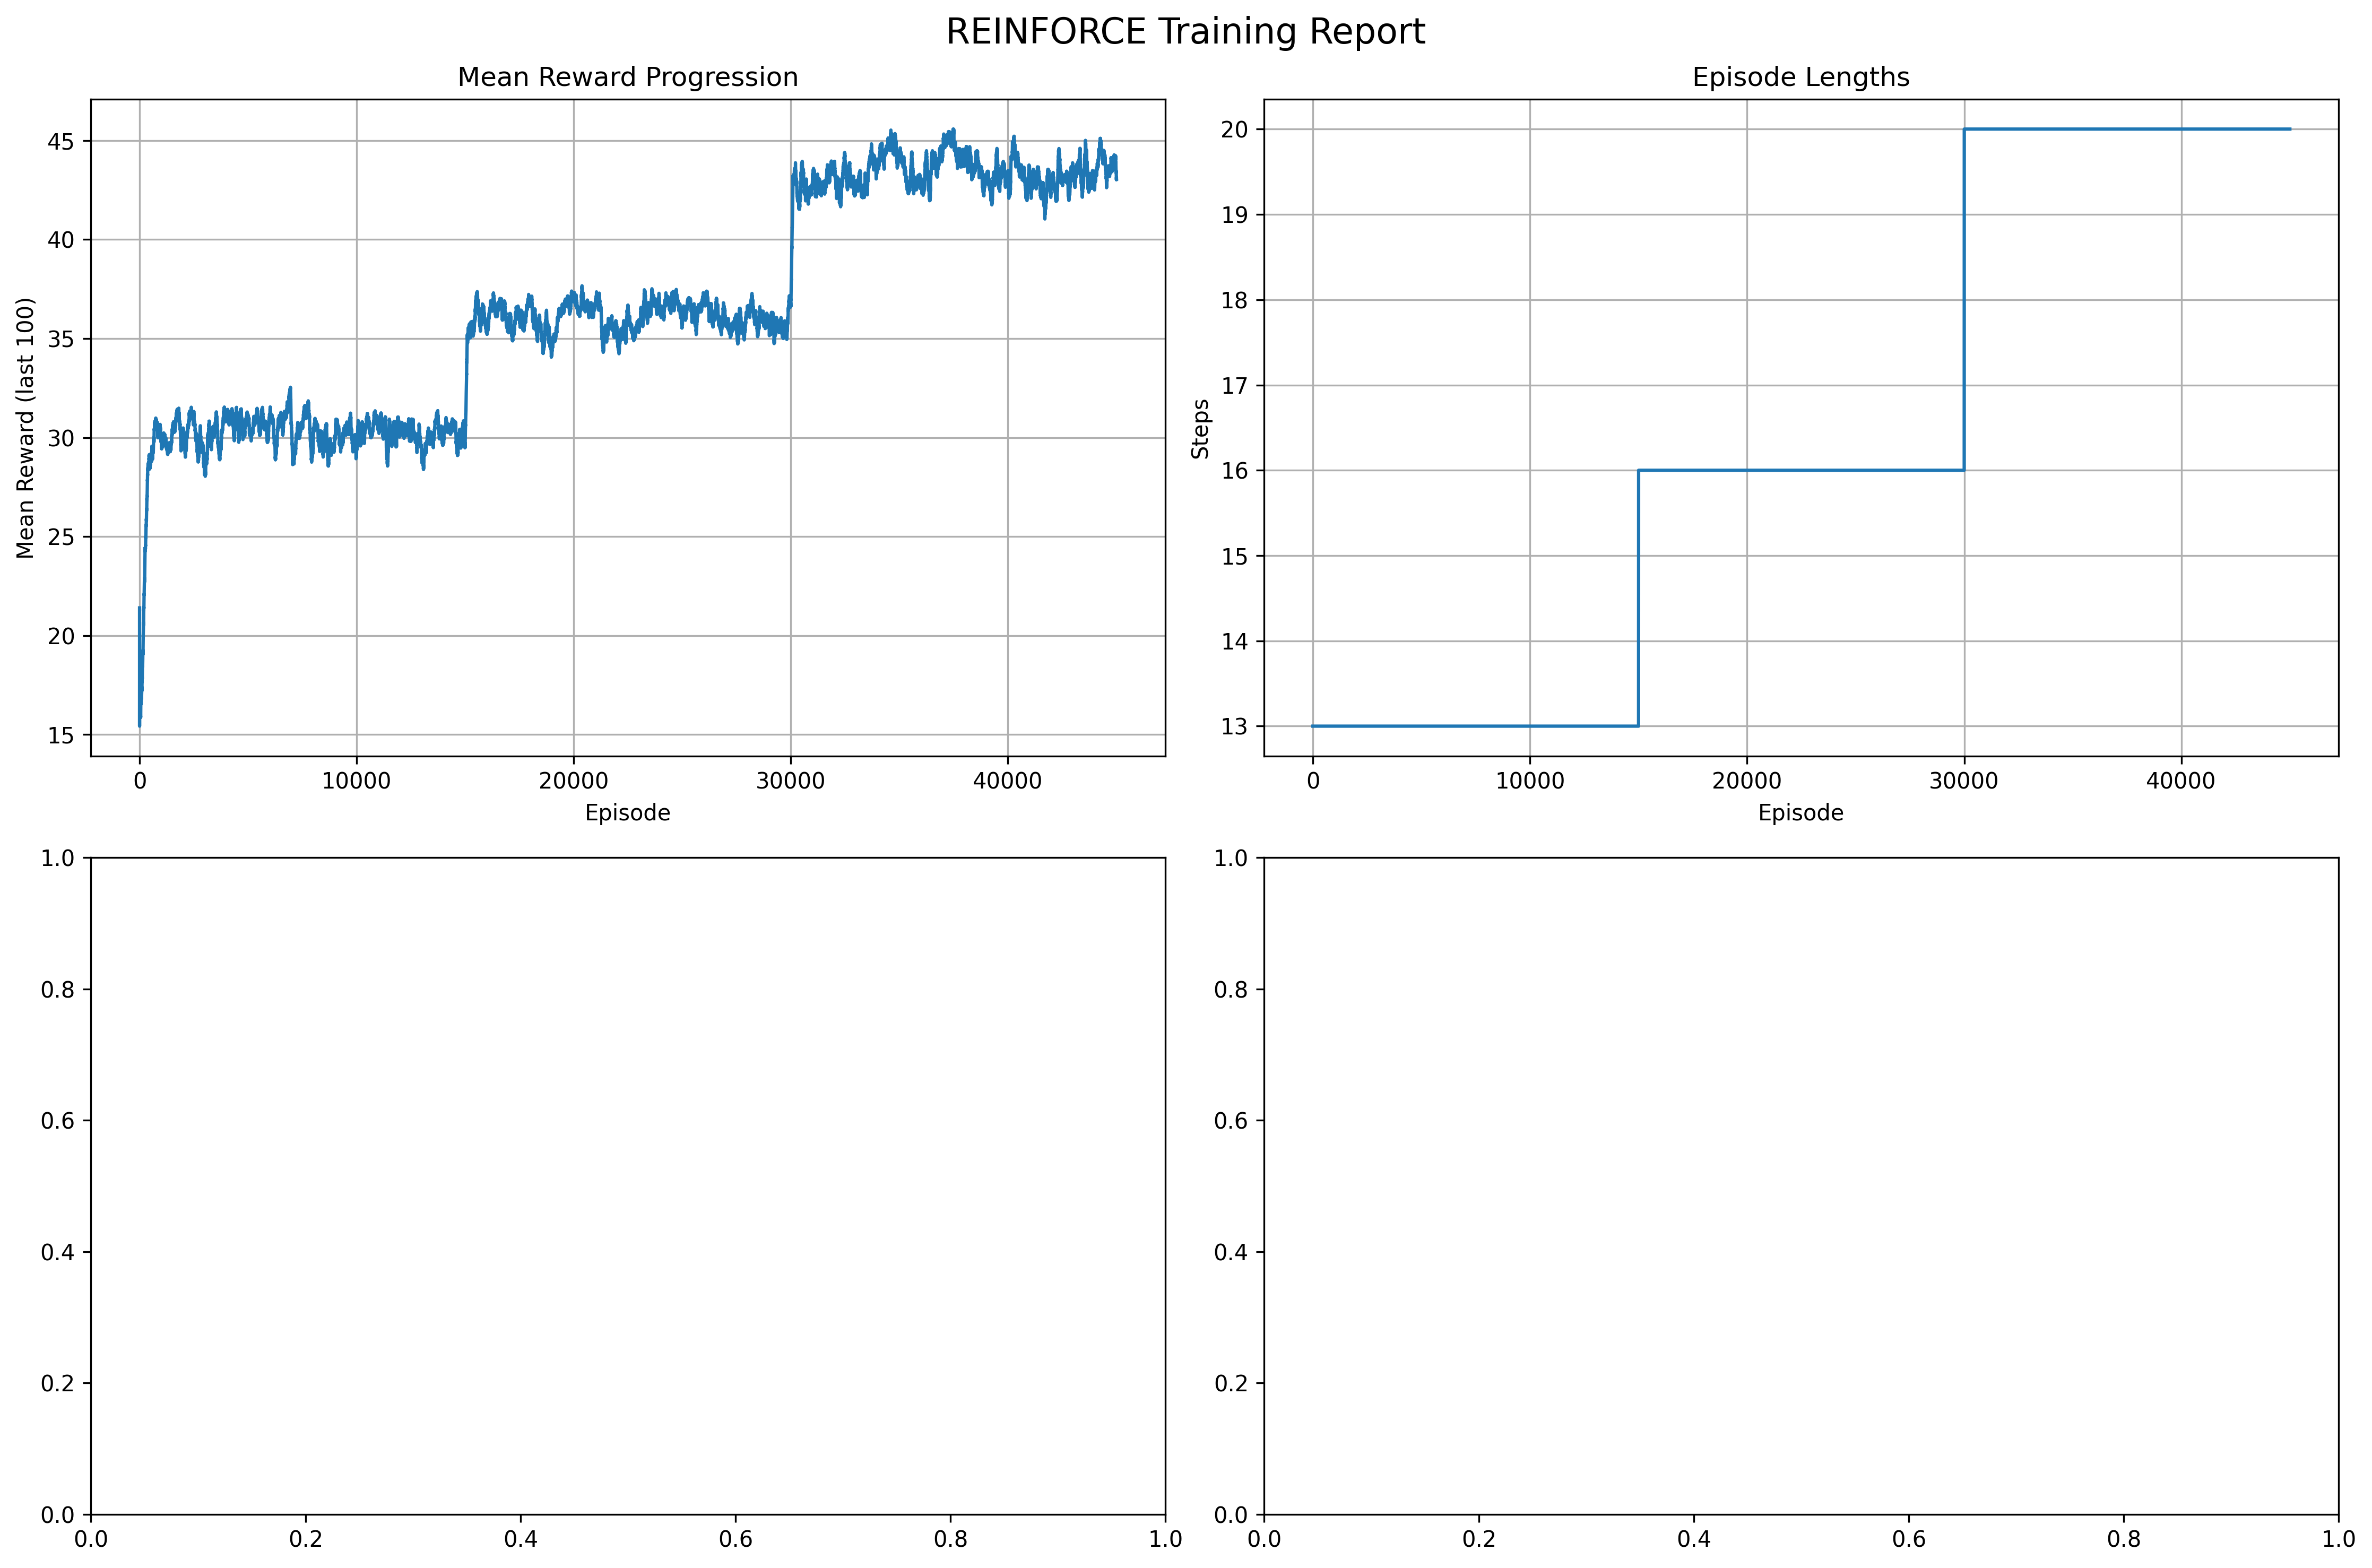 REINFORCE Training Report
Mean Reward Progression
Mean Reward (last 100)
45
40
35
30
25
20
15
0 10000 20000 30000 40000
Episode
Episode Lengths
Steps
20
19
18
17
16
15
14
13
0 10000 20000 30000 40000
Episode
1.0
0.8
0.6
0.4
0.2
0.0
0.0 0.2 0.4 0.6 0.8 1.0
1.0
0.8
0.6
0.4
0.2
0.0
0.0 0.2 0.4 0.6 0.8 1.0